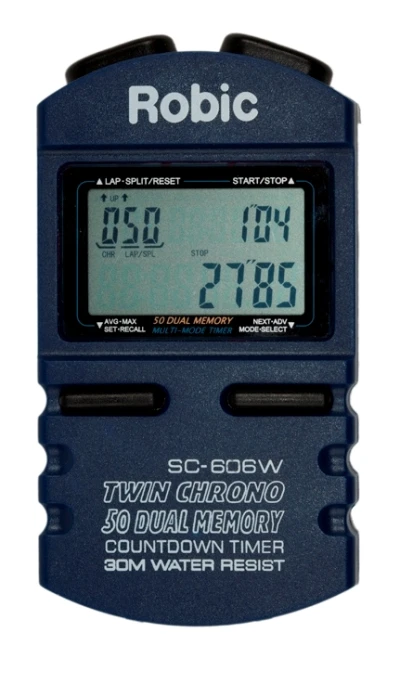 Robic
▲ LAP·SPLIT/RESET START/STOP ▲
↑ UP ↑
050 1"04
CHR LAP/SPL STOP
27"85
▼ AVG·MAX SET·RECALL 50 DUAL MEMORY MULTI-MODE TIMER NEXT·ADV MODE·SELECT ▼
SC-606W
TWIN CHRONO
50 DUAL MEMORY
COUNTDOWN TIMER
30M WATER RESIST